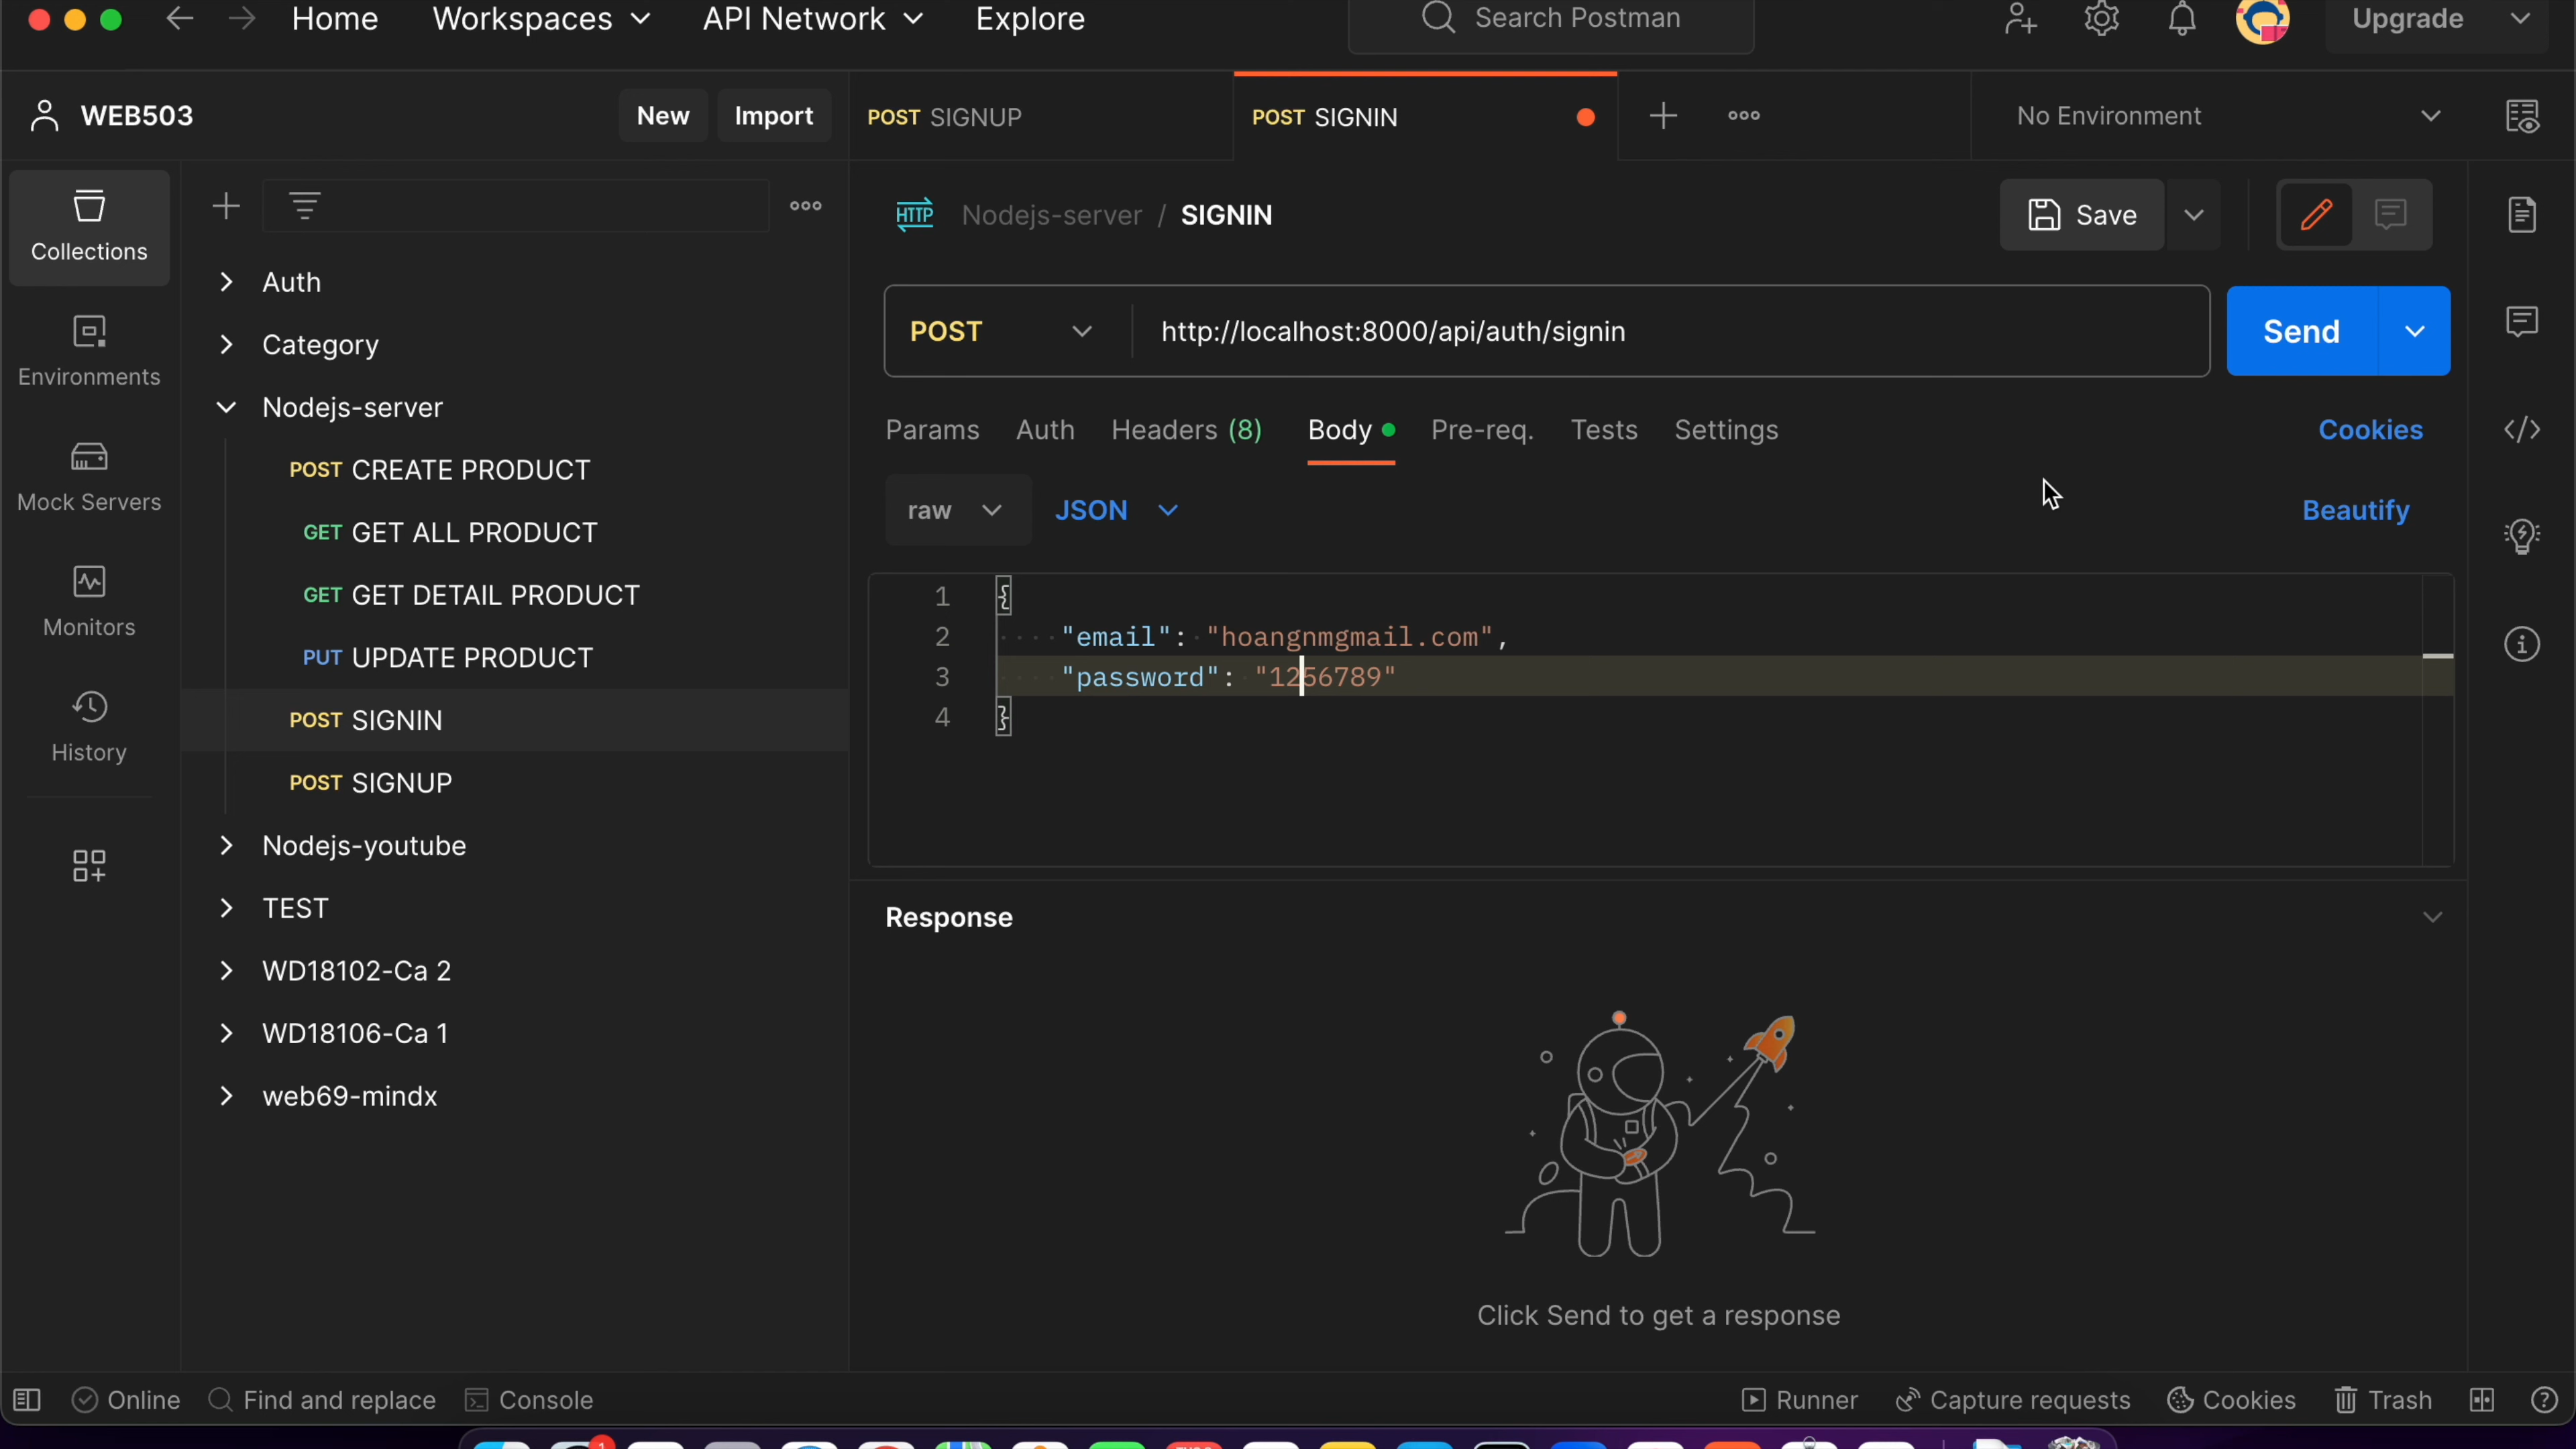 Home Workspaces API Network Explore Search Postman Upgrade
WEB503 New Import POST SIGNUP POST SIGNIN No Environment
Collections
Environments
Mock Servers
Monitors
History
Auth
Category
Nodejs-server
POST CREATE PRODUCT
GET GET ALL PRODUCT
GET GET DETAIL PRODUCT
PUT UPDATE PRODUCT
POST SIGNIN
POST SIGNUP
Nodejs-youtube
TEST
WD18102-Ca 2
WD18106-Ca 1
web69-mindx
HTTP Nodejs-server / SIGNIN Save
POST http://localhost:8000/api/auth/signin Send
Params Auth Headers (8) Body Pre-req. Tests Settings Cookies
raw JSON Beautify
1 {
2 "email": "hoangnmgmail.com",
3 "password": "1256789"
4 }
Response
Click Send to get a response
Online Find and replace Console Runner Capture requests Cookies Trash
1